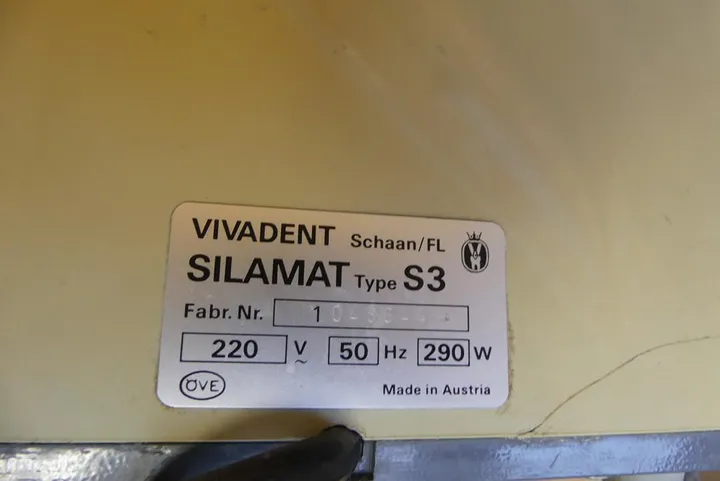 VIVADENT Schaan/FL
SILAMAT Type S3
Fabr. Nr.
220 V~ 50 Hz 290 W
ÖVE Made in Austria